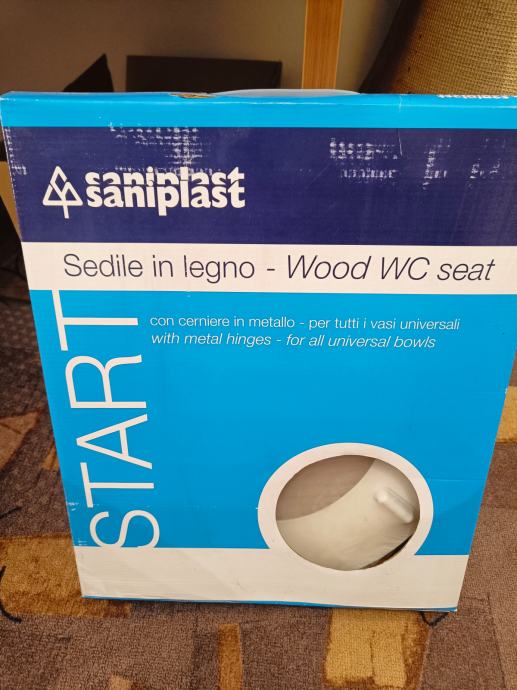 saniplast
saniplast
Sedile in legno - Wood WC seat
con cerniere in metallo - per tutti i vasi universali
with metal hinges - for all universal bowls
START